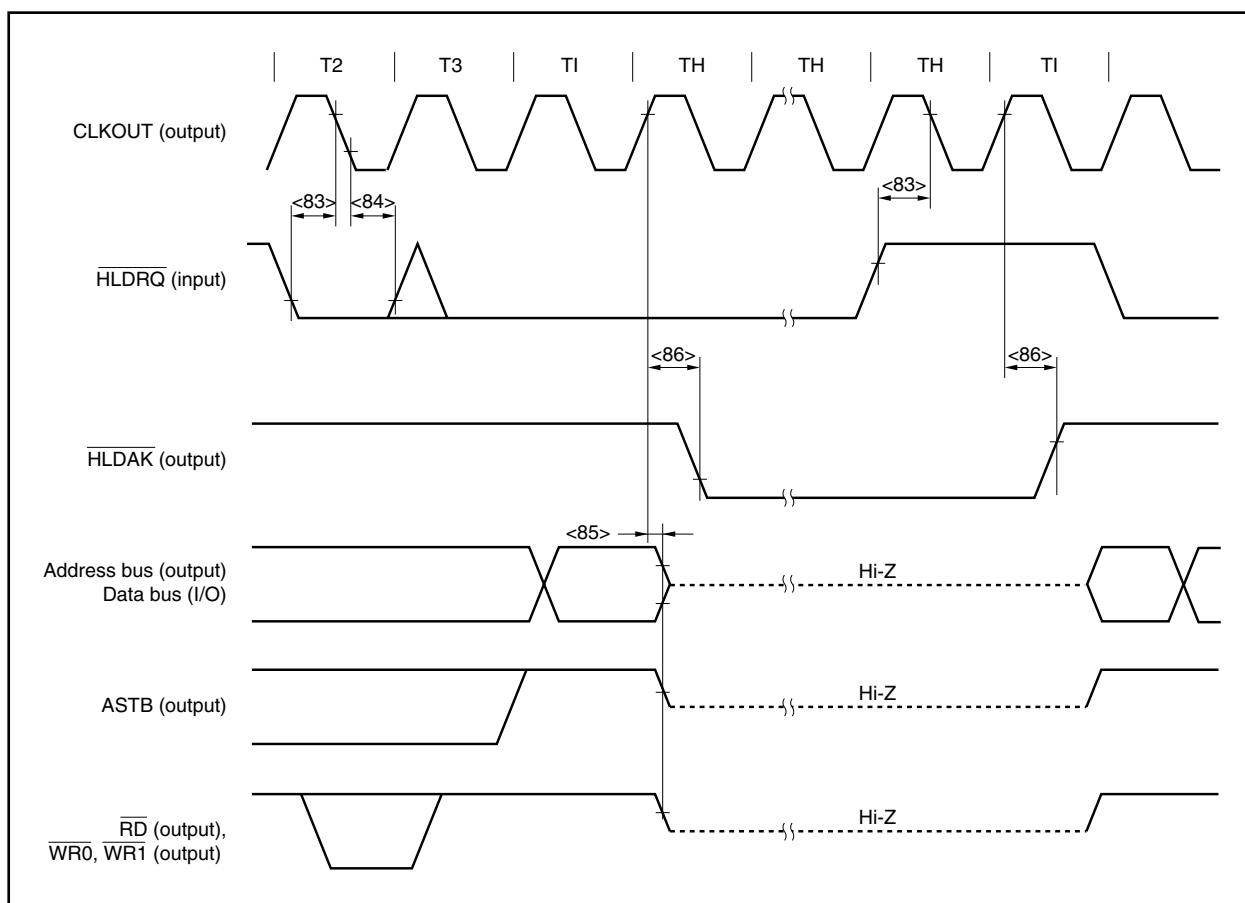 T2 T3 TI TH TH TH TI
CLKOUT (output)
<83> <84> <83>
HLDRQ (input)
<86> <86>
HLDAK (output)
<85>
Address bus (output)
Data bus (I/O)
Hi-Z
ASTB (output)
Hi-Z
RD (output),
WR0, WR1 (output)
Hi-Z